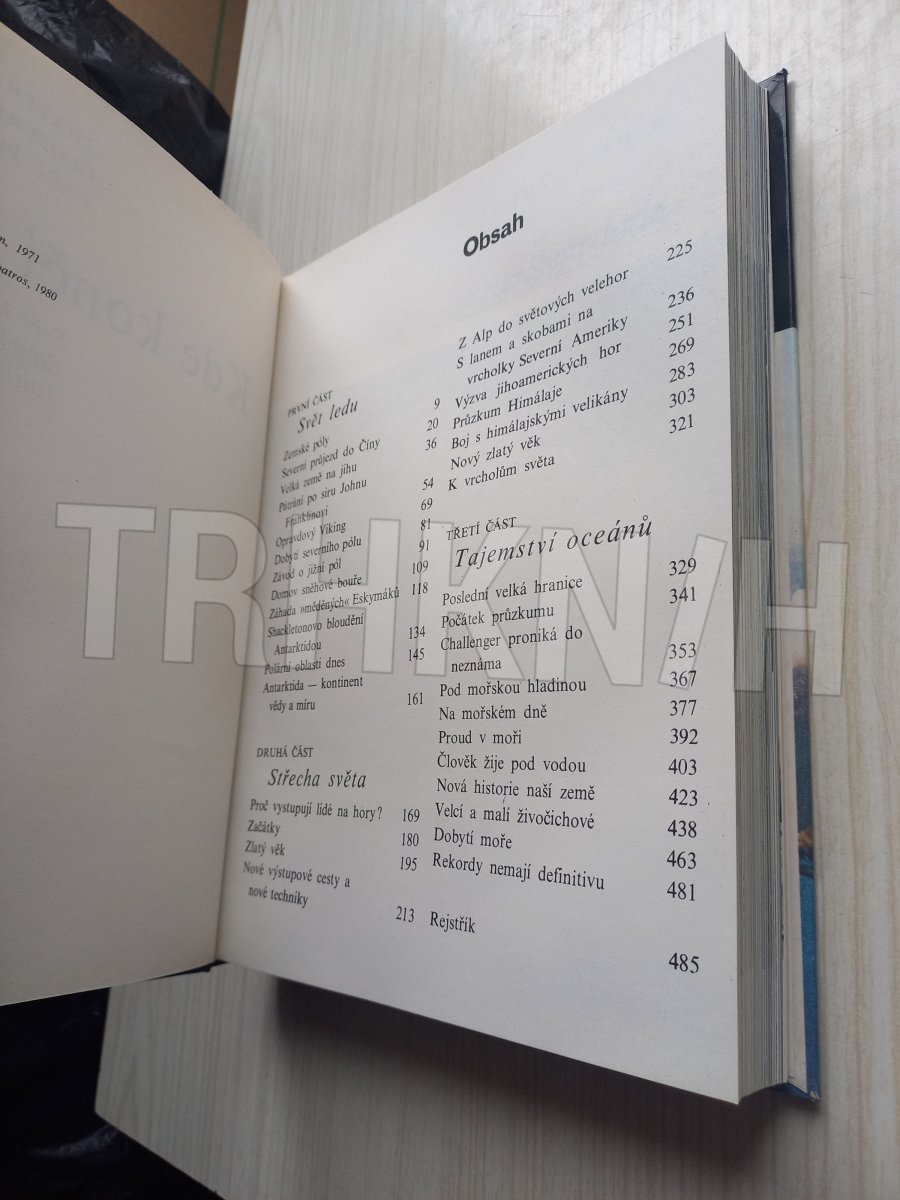 1971
1980
Obsah
PRVNÍ ČÁST
Svět ledu
Zemské póly 9
Severní průjezd do Číny 20
Velká země na jihu 36
Pátrání po siru Johnu
Franklinovi 54
Opravdový Viking 69
Dobytí severního pólu 81
Závod o jižní pól 91
Domov sněhové bouře 109
Záhada »měděných« Eskymáků 118
Shackletonovo bloudění
Antarktidou 134
Polární oblasti dnes 145
Antarktida — kontinent
vědy a míru 161
DRUHÁ ČÁST
Střecha světa
Proč vystupují lidé na hory? 169
Začátky 180
Zlatý věk 195
Nové výstupové cesty a
nové techniky 213
Z Alp do světových velehor 225
S lanem a skobami na
vrcholky Severní Ameriky 236
Výzva jihoamerických hor 251
Průzkum Himálaje 269
Boj s himálajskými velikány 283
Nový zlatý věk 303
K vrcholům světa 321
TŘETÍ ČÁST
Tajemství oceánů
Poslední velká hranice 329
Počátek průzkumu 341
Challenger proniká do
neznáma 353
Pod mořskou hladinou 367
Na mořském dně 377
Proud v moři 392
Člověk žije pod vodou 403
Nová historie naší země 423
Velcí a malí živočichové 438
Dobytí moře 463
Rekordy nemají definitivu 481
Rejstřík 485
TRHKN/H